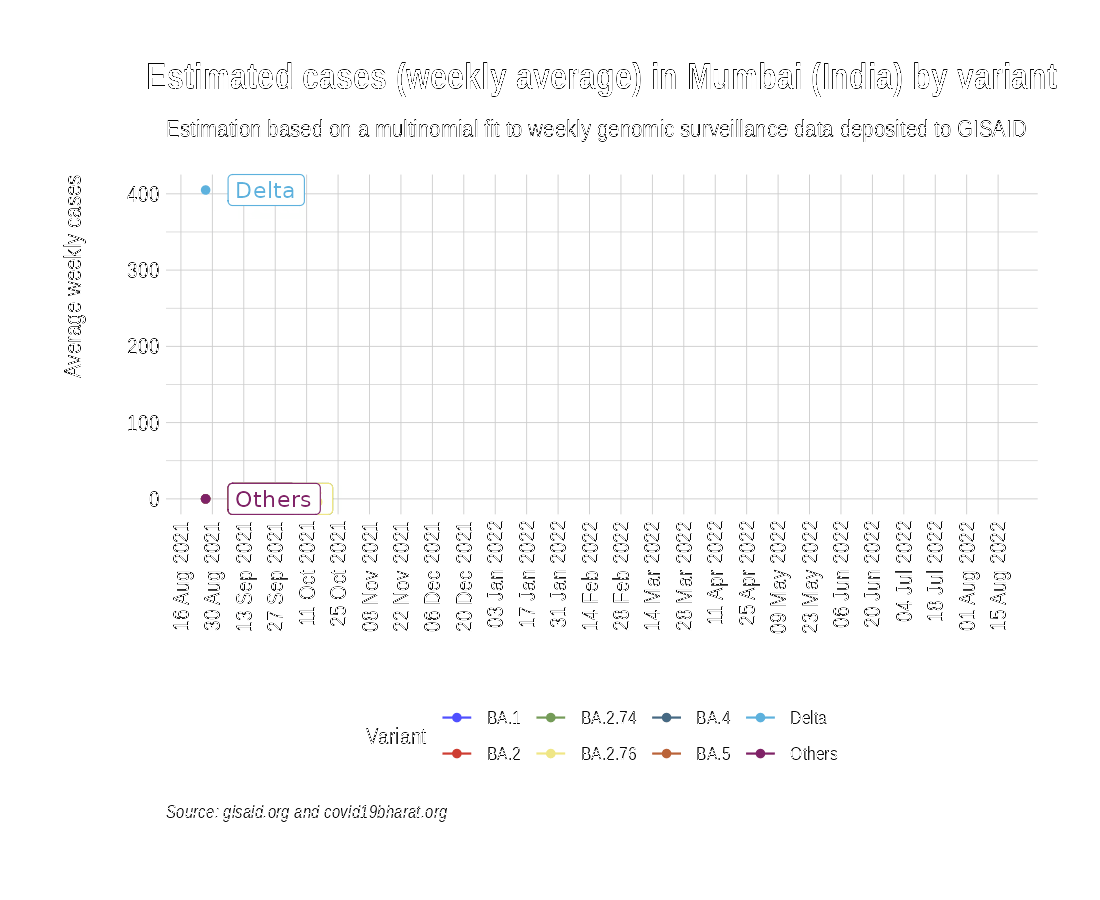 Estimated cases (weekly average) in Mumbai (India) by variant
Estimation based on a multinomial fit to weekly genomic surveillance data deposited to GISAID
Average weekly cases
400
300
200
100
0
Delta
Others
16 Aug 2021
30 Aug 2021
13 Sep 2021
27 Sep 2021
11 Oct 2021
25 Oct 2021
08 Nov 2021
22 Nov 2021
06 Dec 2021
20 Dec 2021
03 Jan 2022
17 Jan 2022
31 Jan 2022
14 Feb 2022
28 Feb 2022
14 Mar 2022
28 Mar 2022
11 Apr 2022
25 Apr 2022
09 May 2022
23 May 2022
06 Jun 2022
20 Jun 2022
04 Jul 2022
18 Jul 2022
01 Aug 2022
15 Aug 2022
Variant
BA.1
BA.2.74
BA.4
Delta
BA.2
BA.2.76
BA.5
Others
Source: gisaid.org and covid19bharat.org